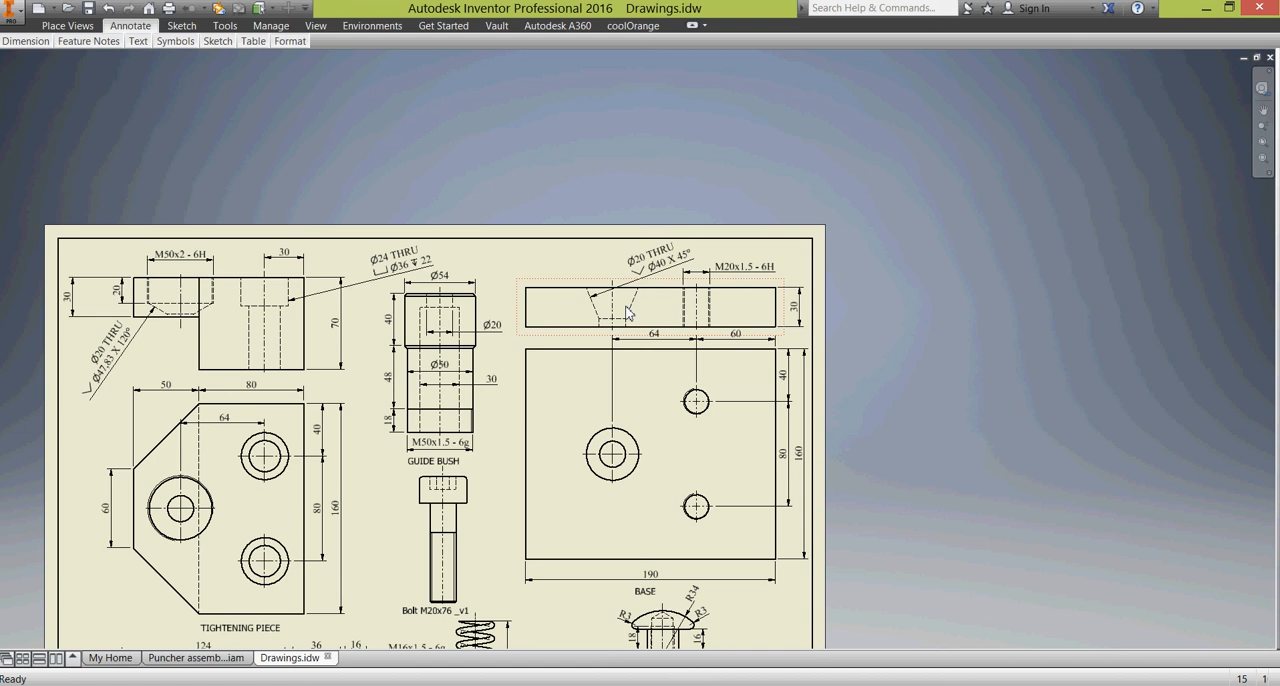 PRO
Autodesk Inventor Professional 2016 Drawings.idw
Search Help & Commands...
Sign In
Place Views Annotate Sketch Tools Manage View Environments Get Started Vault Autodesk A360 coolOrange
Dimension Feature Notes Text Symbols Sketch Table Format
M50x2 - 6H
30
Ø24 THRU
⌴ Ø36 ↧ 22
Ø54
Ø20 THRU
⌵ Ø40 X 45°
M20x1.5 - 6H
30
20
70
40
Ø20
30
64
60
Ø20 THRU
⌵ Ø47,83 X 120°
48
Ø50
30
50
80
18
M50x1.5 - 6g
GUIDE BUSH
64
40
60
80
160
40
80
160
190
BASE
Bolt M20x76 _v1
TIGHTENING PIECE
R3
R34
R3
18
16
124
36
16
M16x1.5 - 6g
My Home Puncher assemb...iam Drawings.idw
Ready
15 1